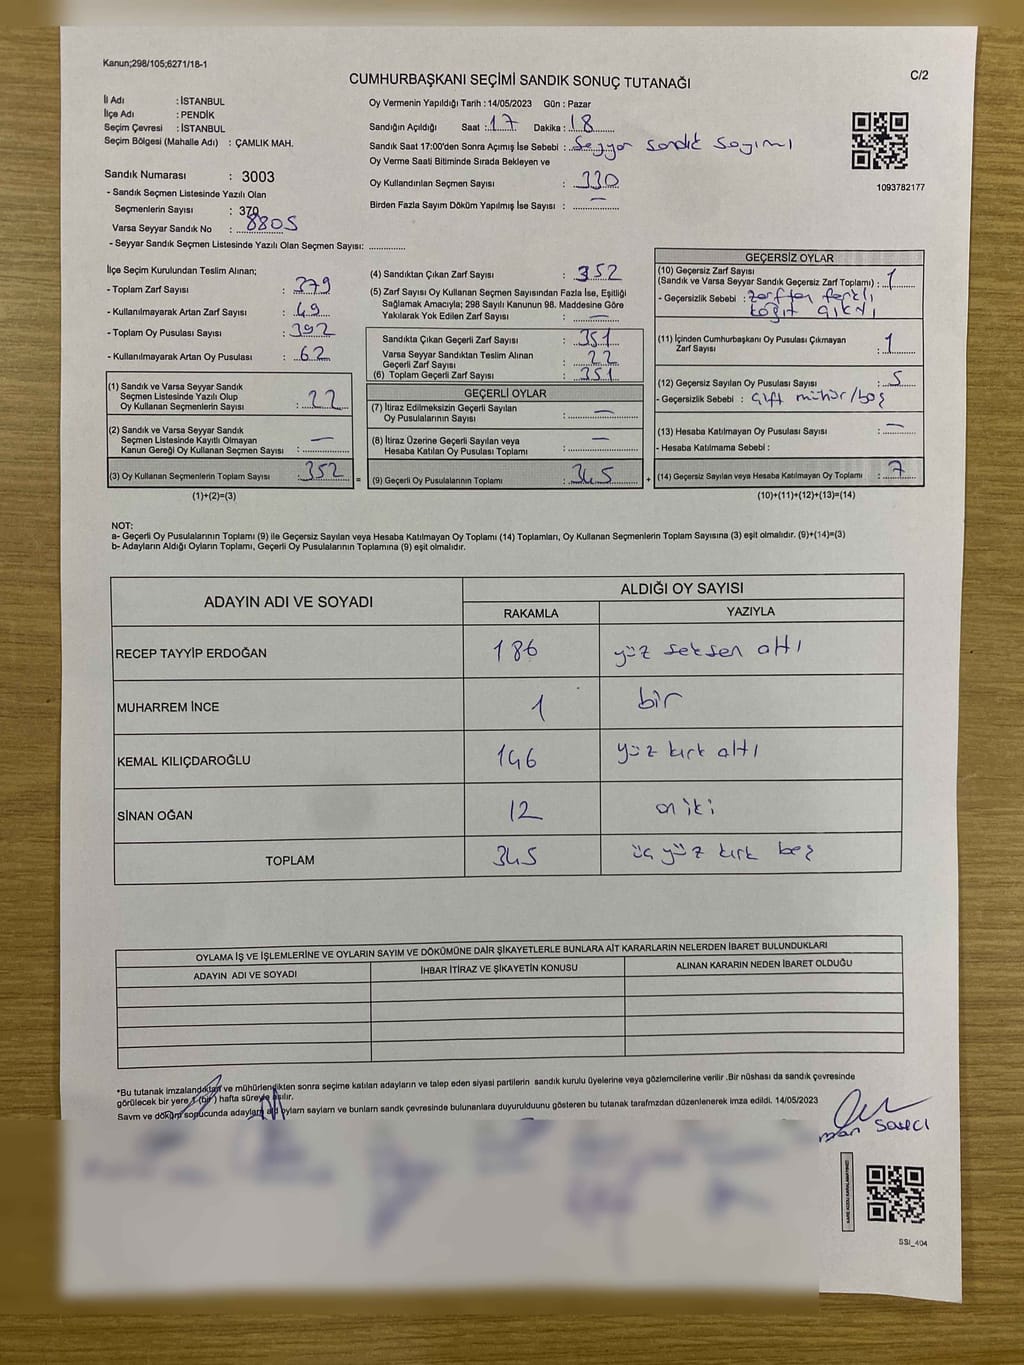 Kanun;298/105;6271/18-1
C/2
CUMHURBAŞKANI SEÇİMİ SANDIK SONUÇ TUTANAĞI
İl Adı : İSTANBUL
İlçe Adı : PENDİK
Seçim Çevresi : İSTANBUL
Seçim Bölgesi (Mahalle Adı) : ÇAMLIK MAH.
Sandık Numarası : 3003
- Sandık Seçmen Listesinde Yazılı Olan
Seçmenlerin Sayısı : 370
Varsa Seyyar Sandık No : 8805
- Seyyar Sandık Seçmen Listesinde Yazılı Olan Seçmen Sayısı: ..............
Oy Vermenin Yapıldığı Tarih : 14/05/2023 Gün : Pazar
Sandığın Açıldığı Saat : 17 Dakika : 18
Sandık Saat 17:00'den Sonra Açımış İse Sebebi : Seyyar sandık sayımı
Oy Verme Saati Bitiminde Sırada Bekleyen ve
Oy Kullandırılan Seçmen Sayısı : 330
Birden Fazla Sayım Döküm Yapılmış İse Sayısı : —
1093782177
İlçe Seçim Kurulundan Teslim Alınan;
- Toplam Zarf Sayısı : 379
- Kullanılmayarak Artan Zarf Sayısı : 49
- Toplam Oy Pusulası Sayısı : 392
- Kullanılmayarak Artan Oy Pusulası : 62
(1) Sandık ve Varsa Seyyar Sandık
Seçmen Listesinde Yazılı Olup
Oy Kullanan Seçmenlerin Sayısı : 22
(2) Sandık ve Varsa Seyyar Sandık
Seçmen Listesinde Kayıtlı Olmayan
Kanun Gereği Oy Kullanan Seçmen Sayısı : —
(3) Oy Kullanan Seçmenlerin Toplam Sayısı : 352 =
(1)+(2)=(3)
(4) Sandıktan Çıkan Zarf Sayısı : 352
(5) Zarf Sayısı Oy Kullanan Seçmen Sayısından Fazla İse, Eşitliği
Sağlamak Amacıyla; 298 Sayılı Kanunun 98. Maddesine Göre
Yakılarak Yok Edilen Zarf Sayısı : —
Sandıkta Çıkan Geçerli Zarf Sayısı : 351
Varsa Seyyar Sandıktan Teslim Alınan
Geçerli Zarf Sayısı : 22
(6) Toplam Geçerli Zarf Sayısı : 351
GEÇERLİ OYLAR
(7) İtiraz Edilmeksizin Geçerli Sayılan
Oy Pusulalarının Sayısı : —
(8) İtiraz Üzerine Geçerli Sayılan veya
Hesaba Katılan Oy Pusulası Toplamı : —
(9) Geçerli Oy Pusulalarının Toplamı : 345 +
GEÇERSİZ OYLAR
(10) Geçersiz Zarf Sayısı
(Sandık ve Varsa Seyyar Sandık Geçersiz Zarf Toplamı) : 1
- Geçersizlik Sebebi : zarftan farklı
kağıt çıktı
(11) İçinden Cumhurbaşkanı Oy Pusulası Çıkmayan
Zarf Sayısı : 1
(12) Geçersiz Sayılan Oy Pusulası Sayısı : 5
- Geçersizlik Sebebi : çift mühür/boş
(13) Hesaba Katılmayan Oy Pusulası Sayısı : —
- Hesaba Katılmama Sebebi :
(14) Geçersiz Sayılan veya Hesaba Katılmayan Oy Toplamı : 7
(10)+(11)+(12)+(13)=(14)
NOT:
a- Geçerli Oy Pusulalarının Toplamı (9) ile Geçersiz Sayılan veya Hesaba Katılmayan Oy Toplamı (14) Toplamları, Oy Kullanan Seçmenlerin Toplam Sayısına (3) eşit olmalıdır. (9)+(14)=(3)
b- Adayların Aldığı Oyların Toplamı, Geçerli Oy Pusulalarının Toplamına (9) eşit olmalıdır.
ADAYIN ADI VE SOYADI ALDIĞI OY SAYISI
RAKAMLA YAZIYLA
RECEP TAYYİP ERDOĞAN 186 yüz seksen altı
MUHARREM İNCE 1 bir
KEMAL KILIÇDAROĞLU 146 yüz kırk altı
SİNAN OĞAN 12 on iki
TOPLAM 345 üç yüz kırk beş
OYLAMA İŞ VE İŞLEMLERİNE VE OYLARIN SAYIM VE DÖKÜMÜNE DAİR ŞİKAYETLERLE BUNLARA AİT KARARLARIN NELERDEN İBARET BULUNDUKLARI
ADAYIN ADI VE SOYADI İHBAR İTİRAZ VE ŞİKAYETİN KONUSU ALINAN KARARIN NEDEN İBARET OLDUĞU
*Bu tutanak imzalandıktan ve mühürlendikten sonra seçime katılan adayların ve talep eden siyasi partilerin sandık kurulu üyelerine veya gözlemcilerine verilir .Bir nüshası da sandık çevresinde
görülecek bir yere 1 (bir) hafta süreyle asılır.
Sayım ve döküm sonucunda adayların oyların sayların ve bunların sandık çevresinde bulunanlara duyurulduunu gösteren bu tutanak tarafımızdan düzenlenerek imza edildi. 14/05/2023
SSI_404